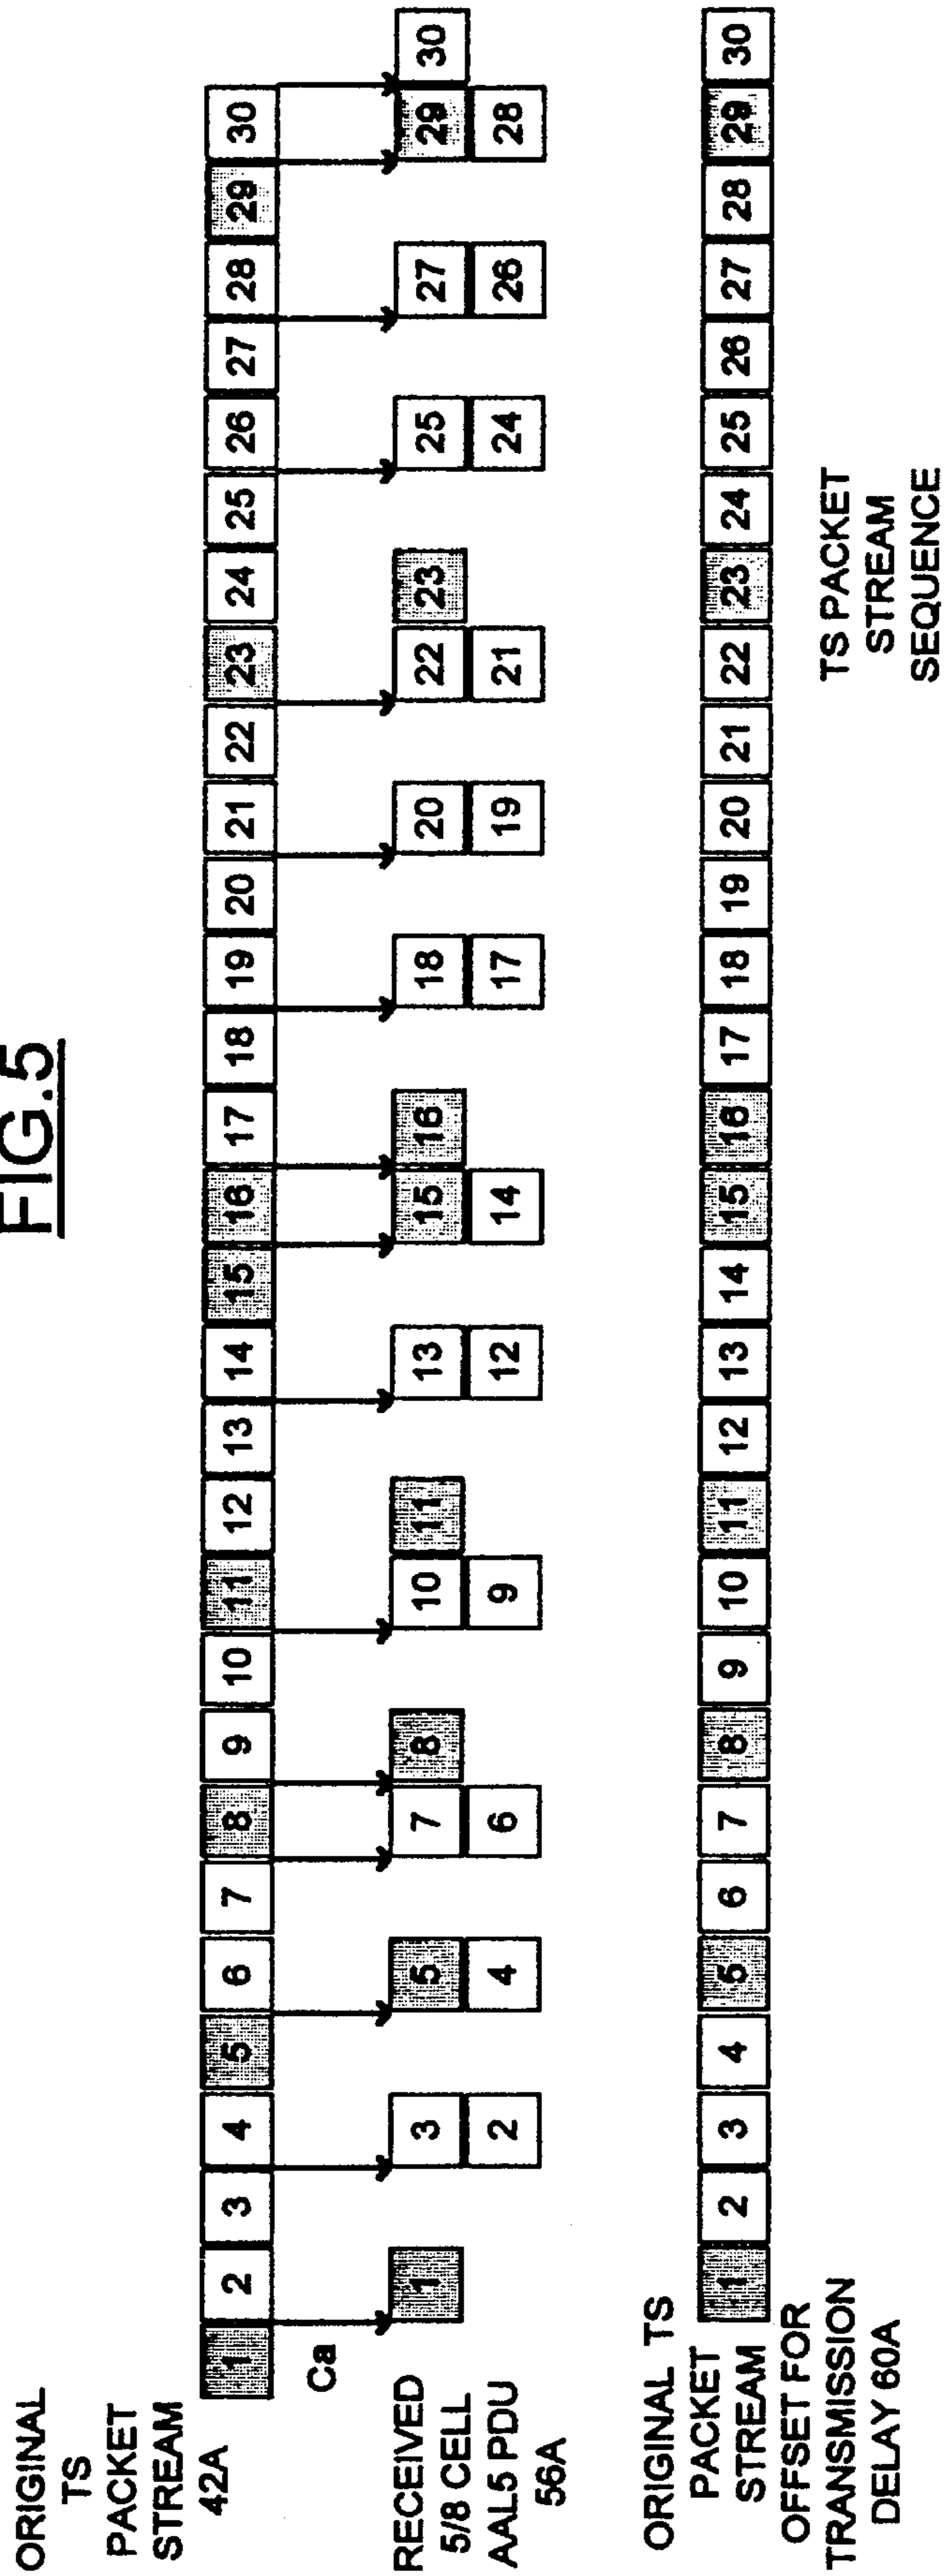 FIG.5
ORIGINAL
TS
PACKET
STREAM
42A
1 2 3 4 5 6 7 8 9 10 11 12 13 14 15 16 17 18 19 20 21 22 23 24 25 26 27 28 29 30
Ca
RECEIVED
5/8 CELL
AAL5 PDU
56A
1 3 5 7 8 10 11 13 15 16 18 20 22 23 25 27 29 30
2 4 6 9 12 14 17 19 21 24 26 28
ORIGINAL TS
PACKET
STREAM
OFFSET FOR
TRANSMISSION
DELAY 60A
1 2 3 4 5 6 7 8 9 10 11 12 13 14 15 16 17 18 19 20 21 22 23 24 25 26 27 28 29 30
TS PACKET
STREAM
SEQUENCE